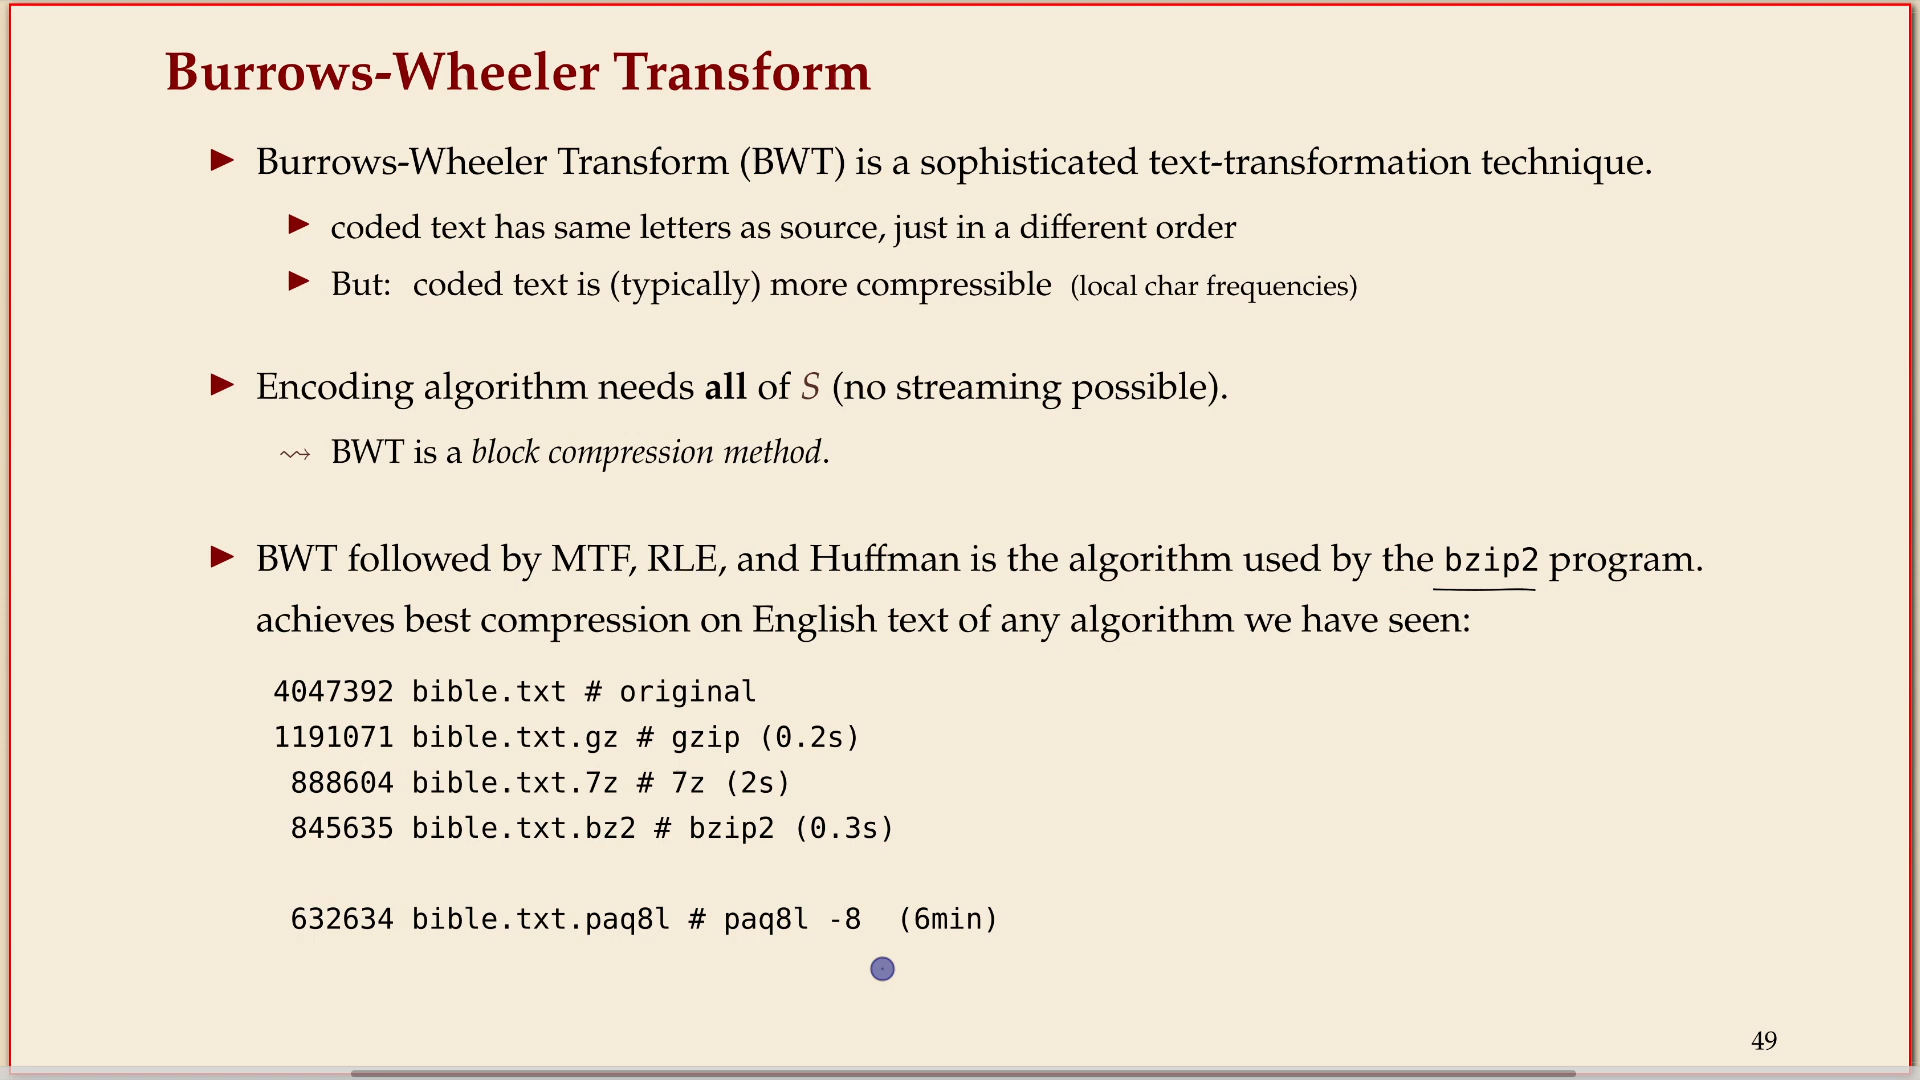 Burrows-Wheeler Transform
▶ Burrows-Wheeler Transform (BWT) is a sophisticated text-transformation technique.
▶ coded text has same letters as source, just in a different order
▶ But: coded text is (typically) more compressible (local char frequencies)
▶ Encoding algorithm needs all of S (no streaming possible).
⇝ BWT is a block compression method.
▶ BWT followed by MTF, RLE, and Huffman is the algorithm used by the bzip2 program.
achieves best compression on English text of any algorithm we have seen:
4047392 bible.txt # original
1191071 bible.txt.gz # gzip (0.2s)
888604 bible.txt.7z # 7z (2s)
845635 bible.txt.bz2 # bzip2 (0.3s)
632634 bible.txt.paq8l # paq8l -8 (6min)
49